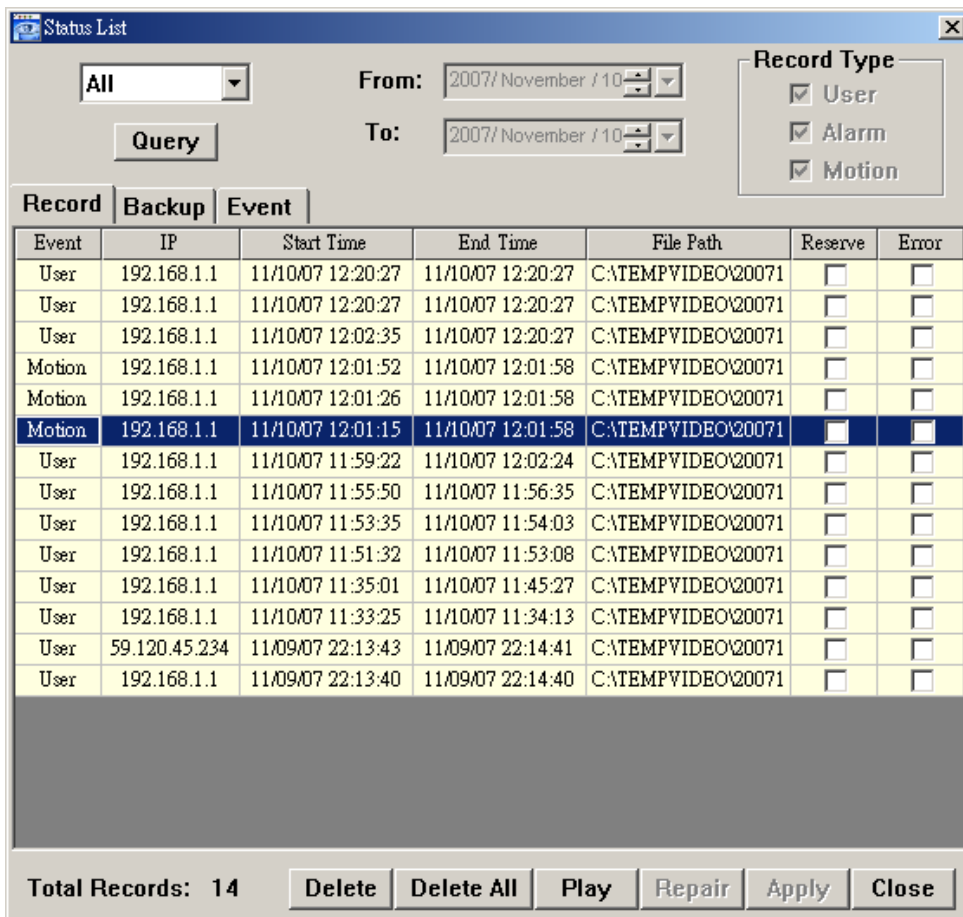 Status List
All From: 2007/ November / 10 Record Type
User
Query To: 2007/ November / 10 Alarm
Motion
Record Backup Event
Event IP Start Time End Time File Path Reserve Error
User 192.168.1.1 11/10/07 12:20:27 11/10/07 12:20:27 C:\TEMPVIDEO\20071
User 192.168.1.1 11/10/07 12:20:27 11/10/07 12:20:27 C:\TEMPVIDEO\20071
User 192.168.1.1 11/10/07 12:02:35 11/10/07 12:20:27 C:\TEMPVIDEO\20071
Motion 192.168.1.1 11/10/07 12:01:52 11/10/07 12:01:58 C:\TEMPVIDEO\20071
Motion 192.168.1.1 11/10/07 12:01:26 11/10/07 12:01:58 C:\TEMPVIDEO\20071
Motion 192.168.1.1 11/10/07 12:01:15 11/10/07 12:01:58 C:\TEMPVIDEO\20071
User 192.168.1.1 11/10/07 11:59:22 11/10/07 12:02:24 C:\TEMPVIDEO\20071
User 192.168.1.1 11/10/07 11:55:50 11/10/07 11:56:35 C:\TEMPVIDEO\20071
User 192.168.1.1 11/10/07 11:53:35 11/10/07 11:54:03 C:\TEMPVIDEO\20071
User 192.168.1.1 11/10/07 11:51:32 11/10/07 11:53:08 C:\TEMPVIDEO\20071
User 192.168.1.1 11/10/07 11:35:01 11/10/07 11:45:27 C:\TEMPVIDEO\20071
User 192.168.1.1 11/10/07 11:33:25 11/10/07 11:34:13 C:\TEMPVIDEO\20071
User 59.120.45.234 11/09/07 22:13:43 11/09/07 22:14:41 C:\TEMPVIDEO\20071
User 192.168.1.1 11/09/07 22:13:40 11/09/07 22:14:40 C:\TEMPVIDEO\20071
Total Records: 14 Delete Delete All Play Repair Apply Close